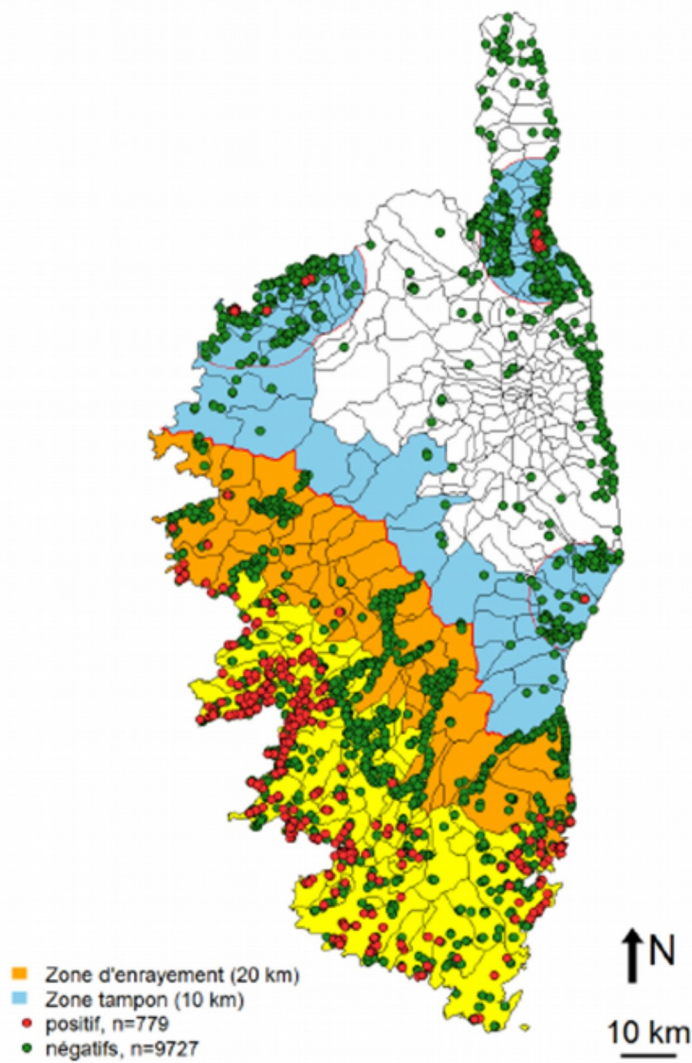 Zone d'enrayement (20 km)
Zone tampon (10 km)
positif, n=779
négatifs, n=9727
N
10 km